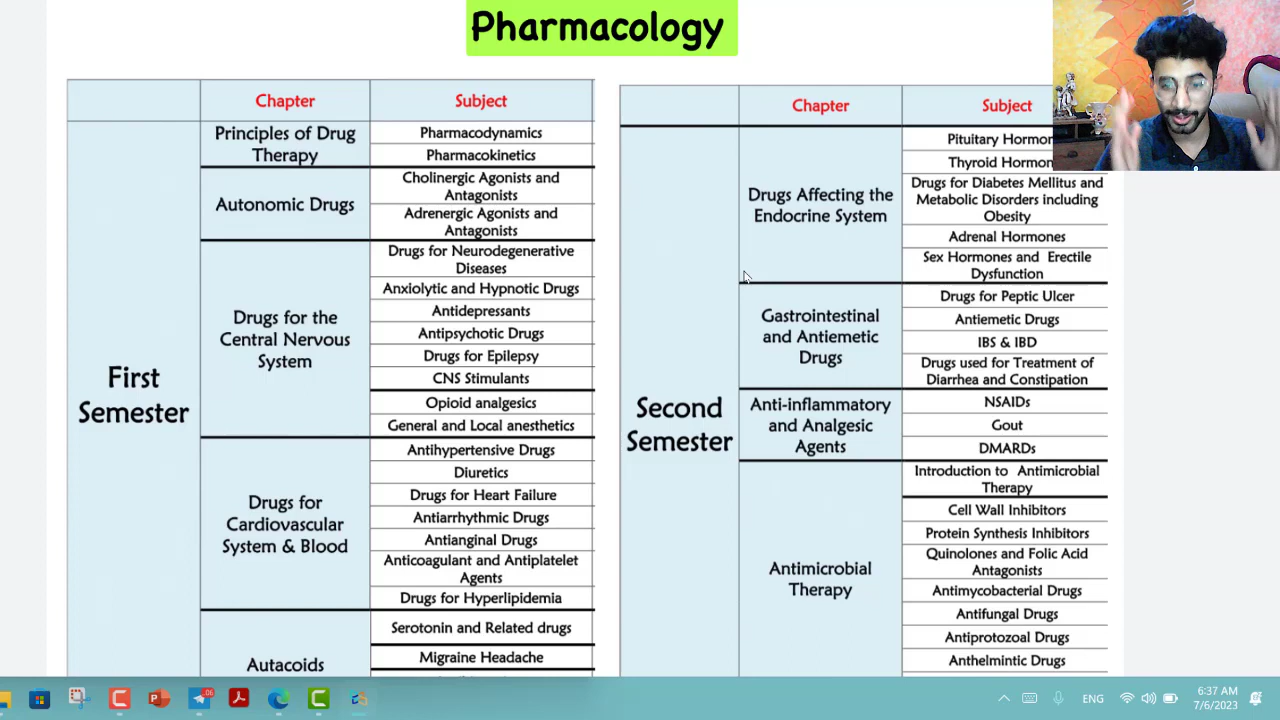 Pharmacology
Chapter
Subject
First
Semester
Principles of Drug
Therapy
Pharmacodynamics
Pharmacokinetics
Autonomic Drugs
Cholinergic Agonists and
Antagonists
Adrenergic Agonists and
Antagonists
Drugs for the
Central Nervous
System
Drugs for Neurodegenerative
Diseases
Anxiolytic and Hypnotic Drugs
Antidepressants
Antipsychotic Drugs
Drugs for Epilepsy
CNS Stimulants
Opioid analgesics
General and Local anesthetics
Drugs for
Cardiovascular
System & Blood
Antihypertensive Drugs
Diuretics
Drugs for Heart Failure
Antiarrhythmic Drugs
Antianginal Drugs
Anticoagulant and Antiplatelet
Agents
Drugs for Hyperlipidemia
Autacoids
Serotonin and Related drugs
Migraine Headache
Chapter
Subject
Second
Semester
Drugs Affecting the
Endocrine System
Pituitary Hormon
Thyroid Hormon
Drugs for Diabetes Mellitus and
Metabolic Disorders including
Obesity
Adrenal Hormones
Sex Hormones and Erectile
Dysfunction
Gastrointestinal
and Antiemetic
Drugs
Drugs for Peptic Ulcer
Antiemetic Drugs
IBS & IBD
Drugs used for Treatment of
Diarrhea and Constipation
Anti-inflammatory
and Analgesic
Agents
NSAIDs
Gout
DMARDs
Antimicrobial
Therapy
Introduction to Antimicrobial
Therapy
Cell Wall Inhibitors
Protein Synthesis Inhibitors
Quinolones and Folic Acid
Antagonists
Antimycobacterial Drugs
Antifungal Drugs
Antiprotozoal Drugs
Anthelmintic Drugs
ENG
6:37 AM
7/6/2023